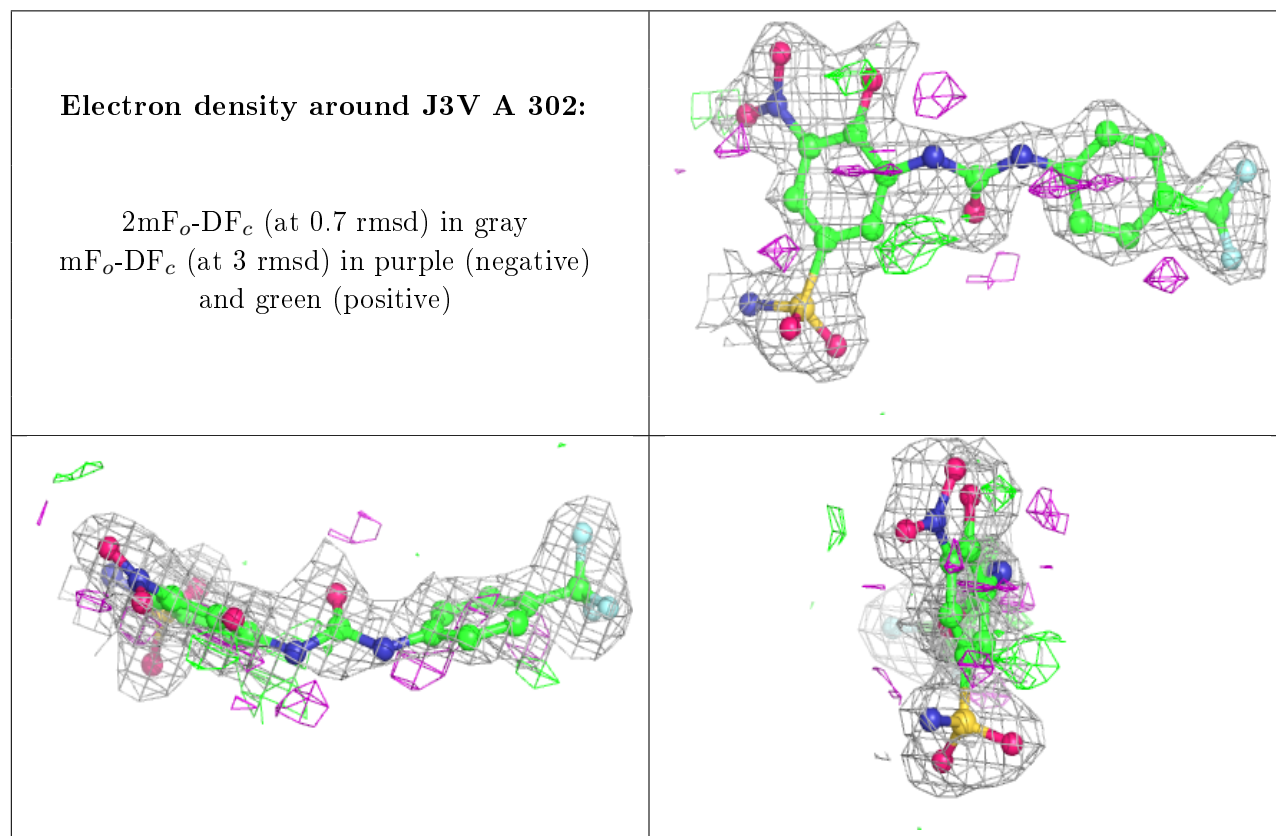 Electron density around J3V A 302:
2mFo-DFc (at 0.7 rmsd) in gray
mFo-DFc (at 3 rmsd) in purple (negative)
and green (positive)